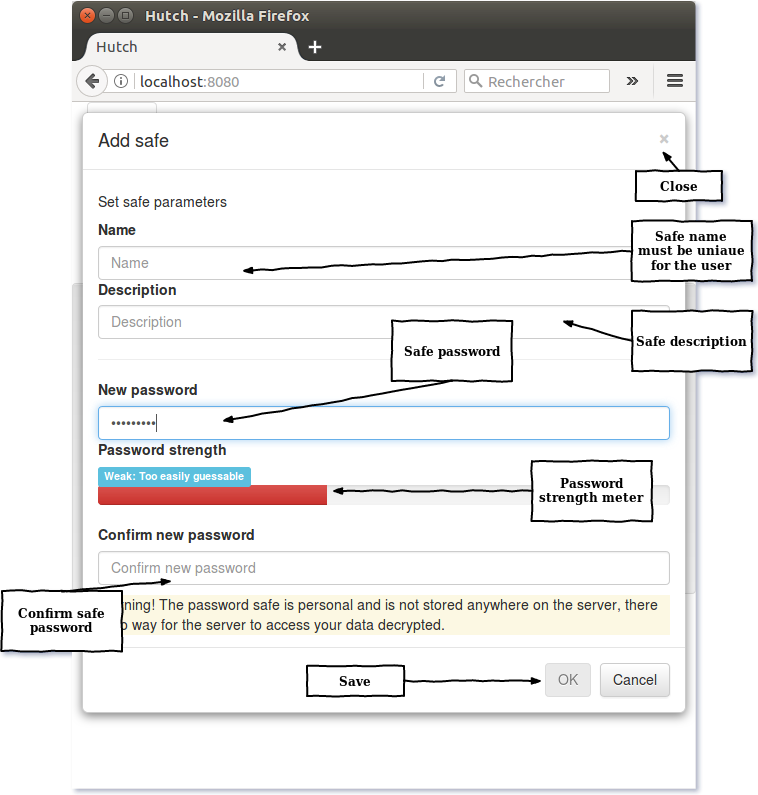 Hutch - Mozilla Firefox
Hutch
localhost:8080
Rechercher
Add safe
Close
Set safe parameters
Name
Name
Safe name
must be uniaue
for the user
Description
Description
Safe description
Safe password
New password
Password strength
Weak: Too easily guessable
Password
strength meter
Confirm new password
Confirm new password
Confirm safe
password
ning! The password safe is personal and is not stored anywhere on the server, there
way for the server to access your data decrypted.
Save
OK
Cancel